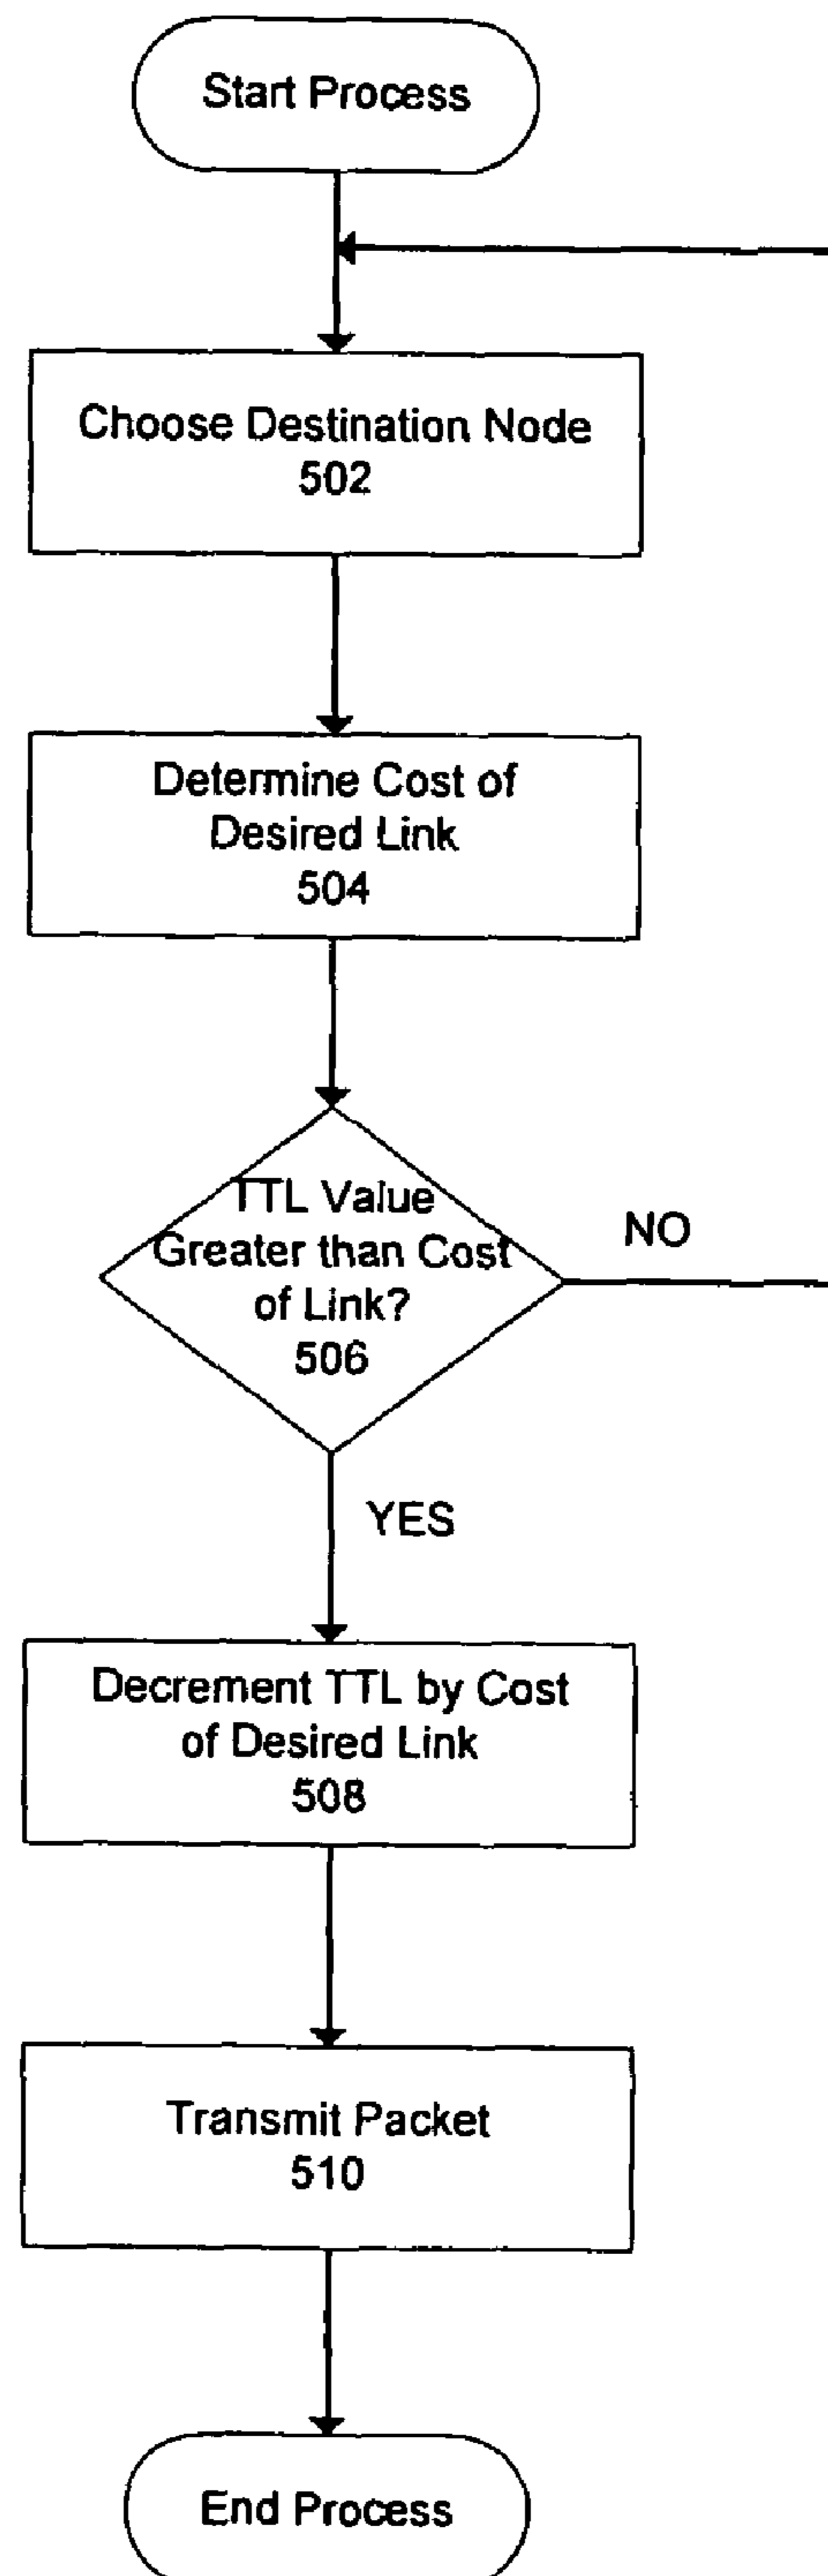 Start Process
Choose Destination Node
502
Determine Cost of
Desired Link
504
TTL Value
Greater than Cost
of Link?
506
NO
YES
Decrement TTL by Cost
of Desired Link
508
Transmit Packet
510
End Process